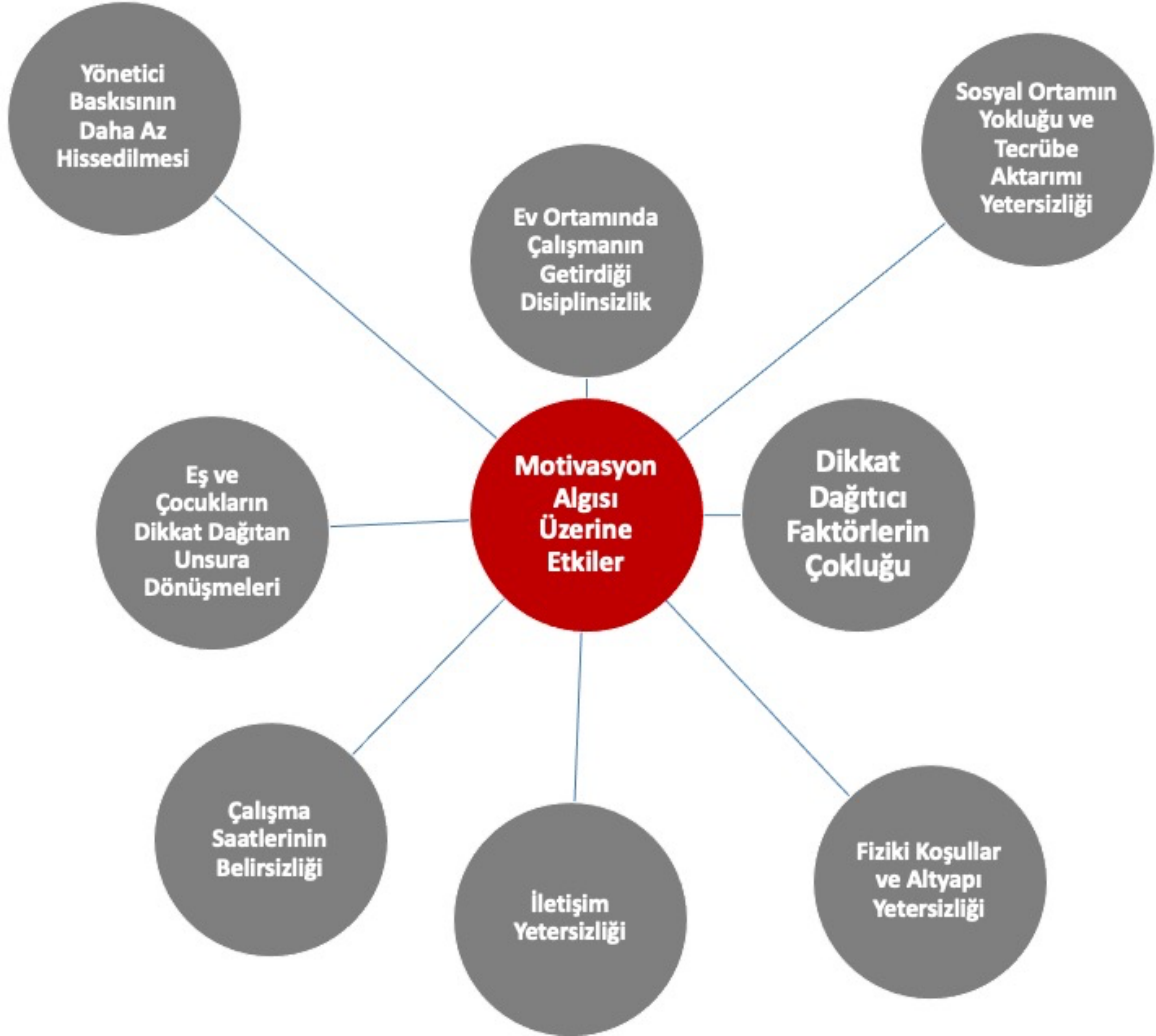 Yönetici
Baskısının
Daha Az
Hissedilmesi
Sosyal Ortamın
Yokluğu ve
Tecrübe
Aktarımı
Yetersizliği
Ev Ortamında
Çalışmanın
Getirdiği
Disiplinsizlik
Motivasyon
Algısı
Üzerine
Etkiler
Dikkat
Dağıtıcı
Faktörlerin
Çokluğu
Eş ve
Çocukların
Dikkat Dağıtan
Unsura
Dönüşmeleri
Çalışma
Saatlerinin
Belirsizliği
İletişim
Yetersizliği
Fiziki Koşullar
ve Altyapı
Yetersizliği